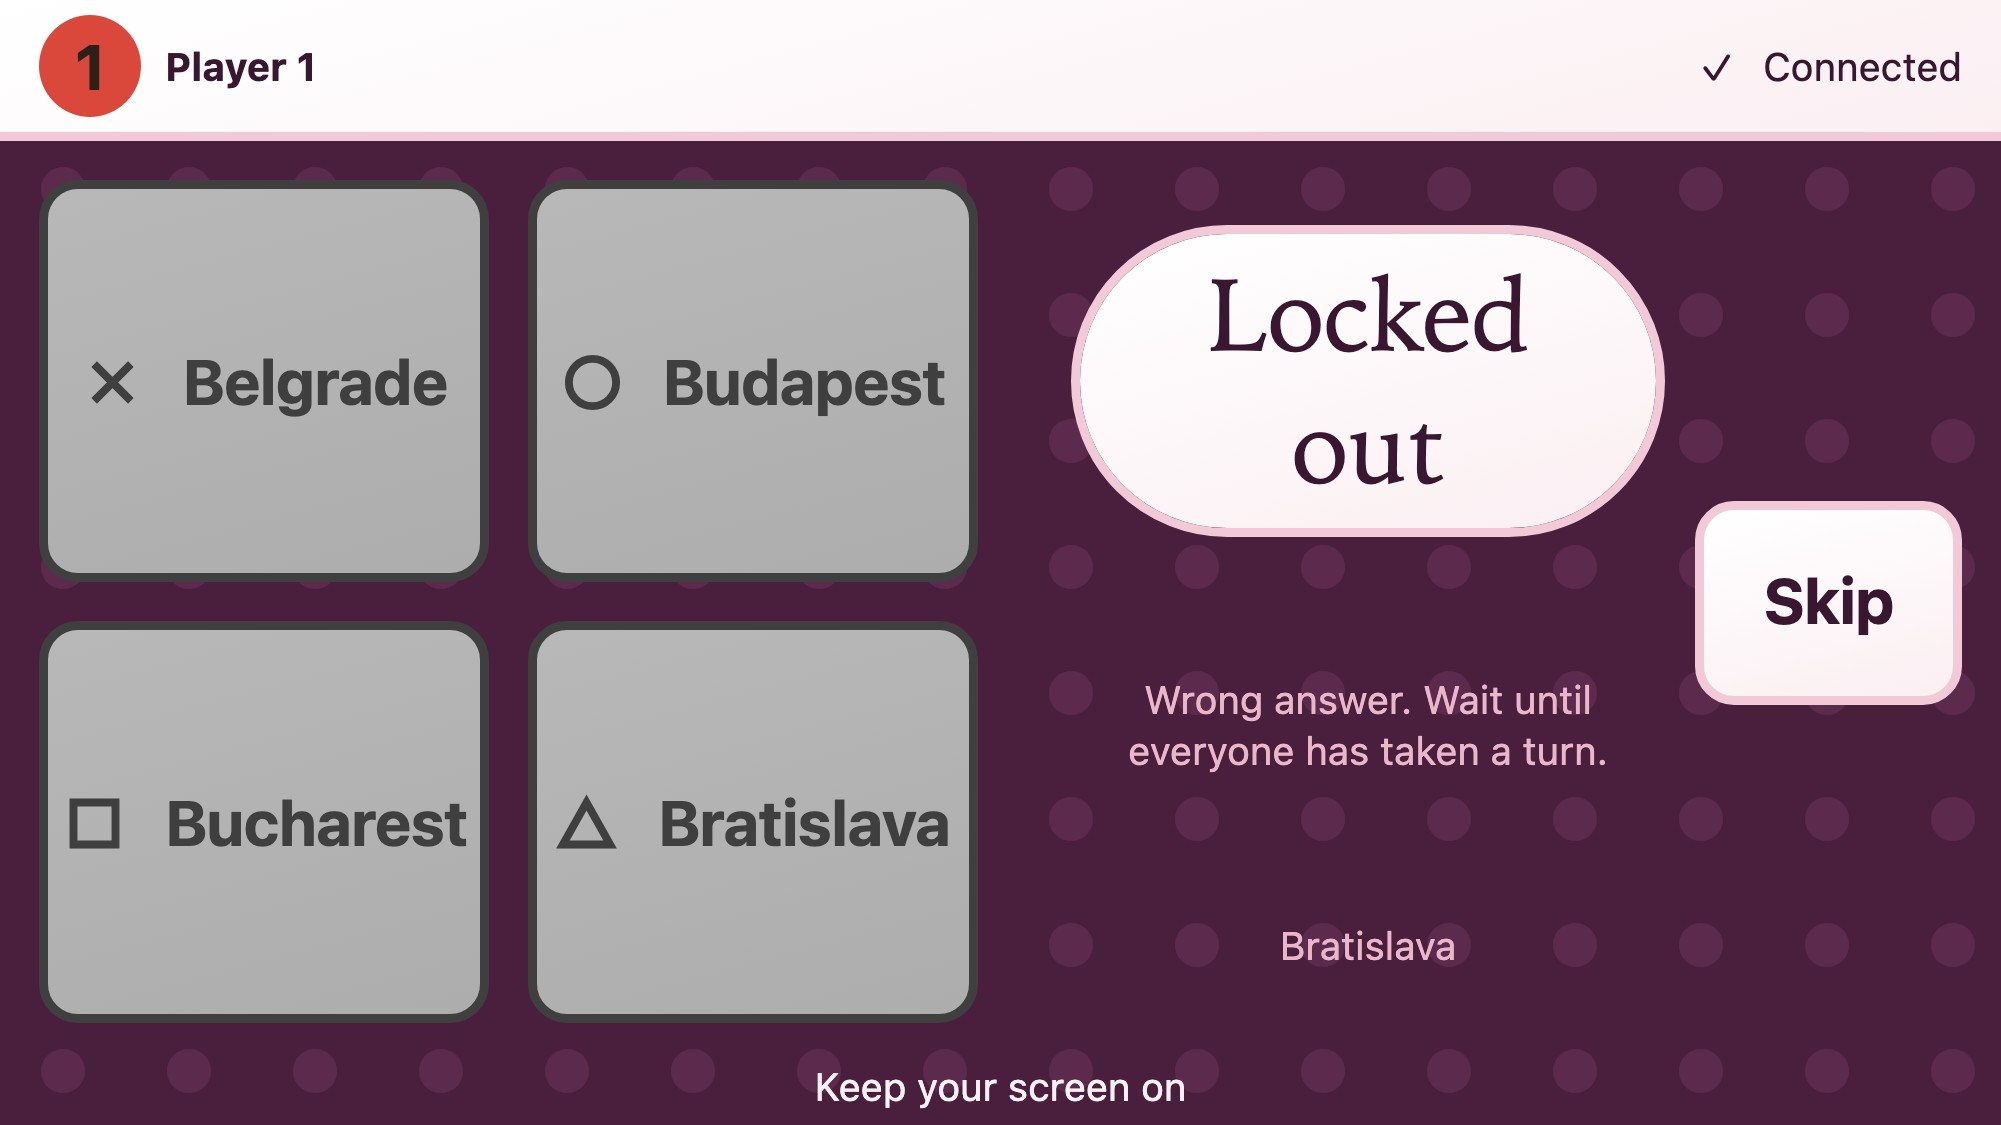 1 Player 1
✓ Connected
Belgrade
Budapest
Bucharest
Bratislava
Locked
out
Skip
Wrong answer. Wait until
everyone has taken a turn.
Bratislava
Keep your screen on